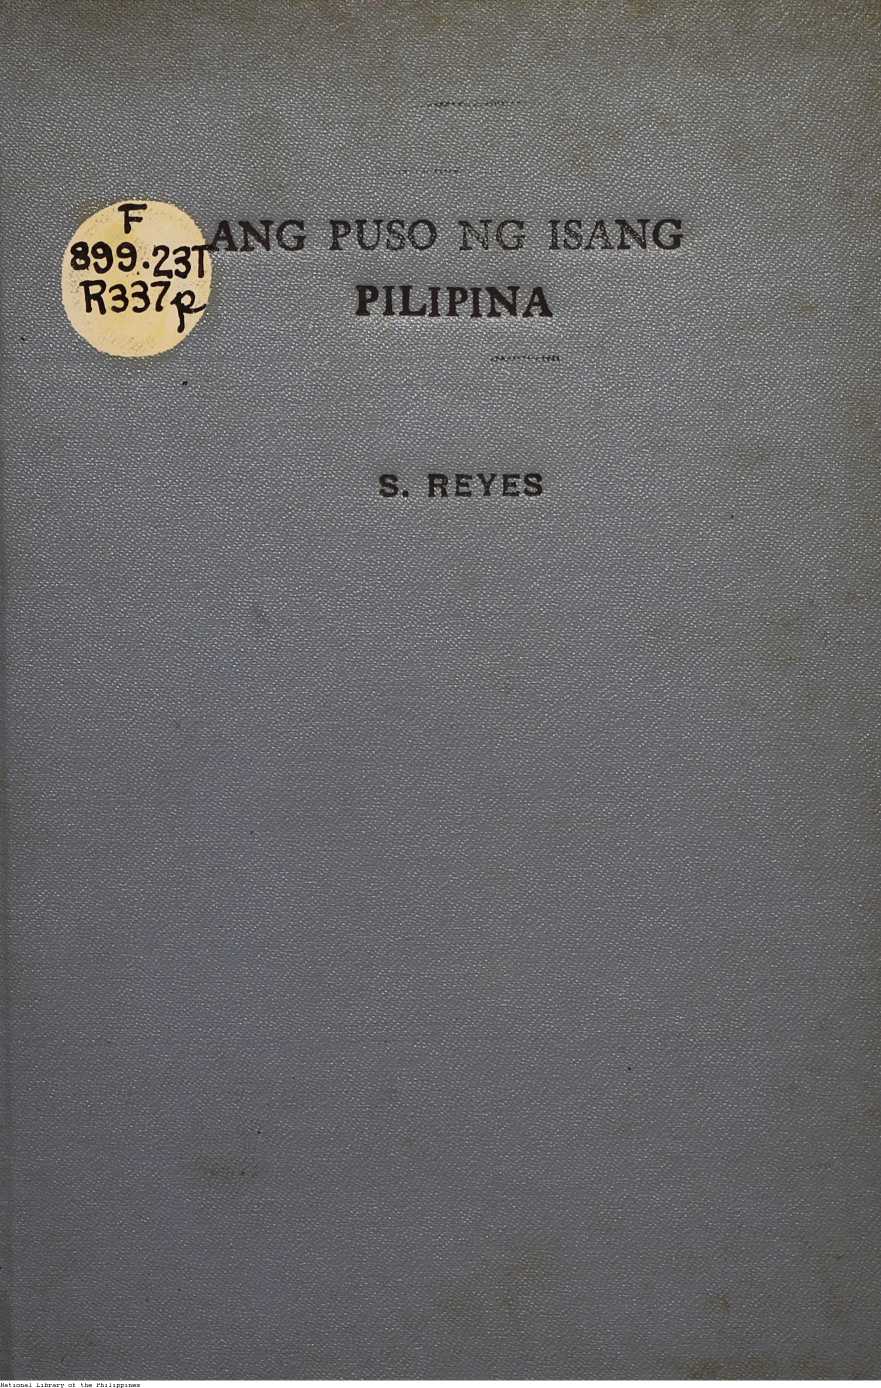 F
899.23T
R337p
ANG PUSO NG ISANG
PILIPINA
S. REYES
National Library of the Philippines